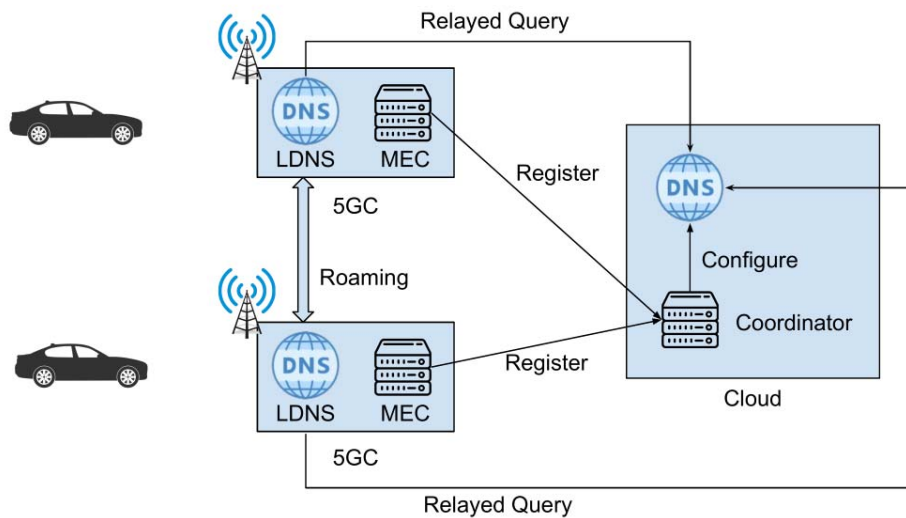 Relayed Query
DNS
LDNS
MEC
Register
DNS
5GC
Roaming
Configure
Coordinator
DNS
LDNS
MEC
Register
Cloud
5GC
Relayed Query